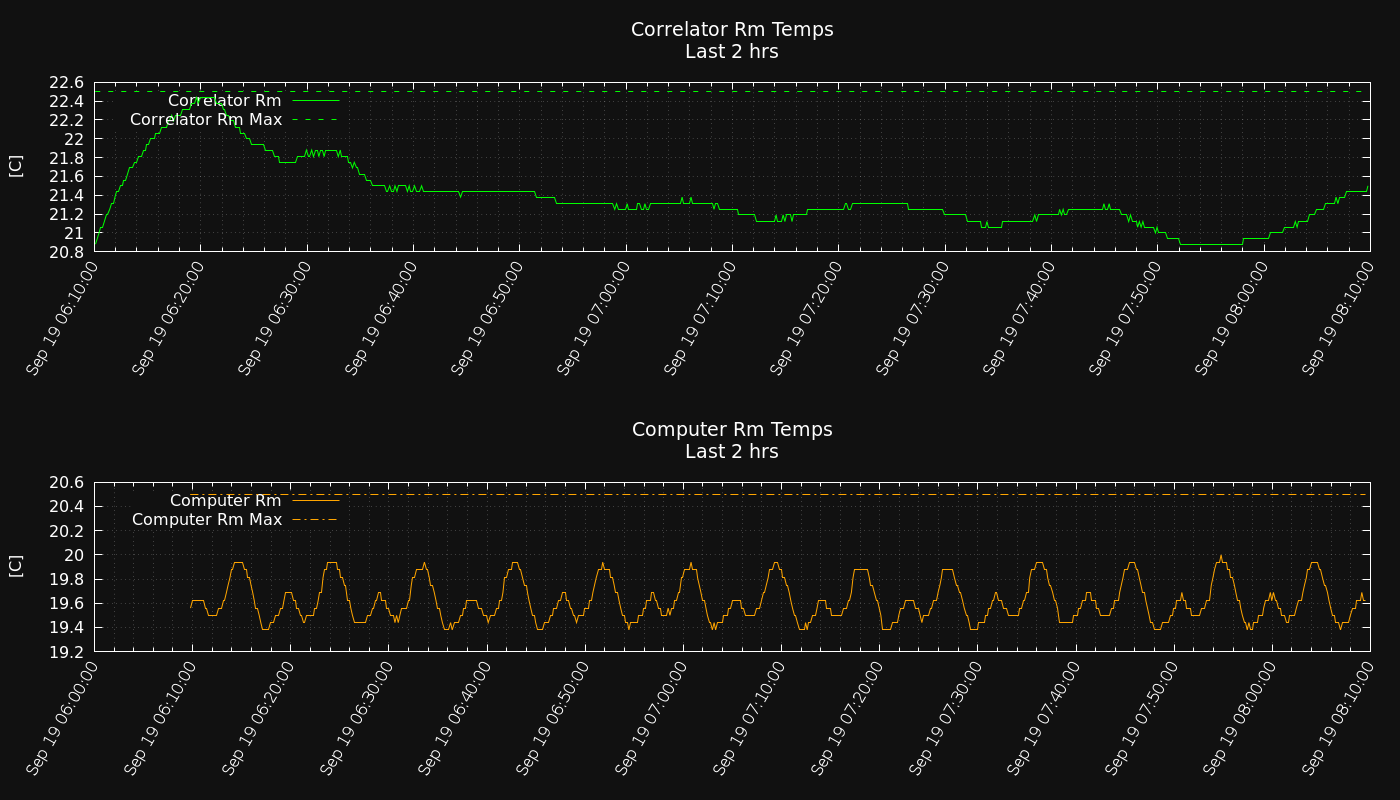 Correlator Rm Temps
Last 2 hrs
[C]
22.6
22.4
22.2
22
21.8
21.6
21.4
21.2
21
20.8
Correlator Rm
Correlator Rm Max
Sep 19 06:10:00
Sep 19 06:20:00
Sep 19 06:30:00
Sep 19 06:40:00
Sep 19 06:50:00
Sep 19 07:00:00
Sep 19 07:10:00
Sep 19 07:20:00
Sep 19 07:30:00
Sep 19 07:40:00
Sep 19 07:50:00
Sep 19 08:00:00
Sep 19 08:10:00
Computer Rm Temps
Last 2 hrs
[C]
20.6
20.4
20.2
20
19.8
19.6
19.4
19.2
Computer Rm
Computer Rm Max
Sep 19 06:00:00
Sep 19 06:10:00
Sep 19 06:20:00
Sep 19 06:30:00
Sep 19 06:40:00
Sep 19 06:50:00
Sep 19 07:00:00
Sep 19 07:10:00
Sep 19 07:20:00
Sep 19 07:30:00
Sep 19 07:40:00
Sep 19 07:50:00
Sep 19 08:00:00
Sep 19 08:10:00